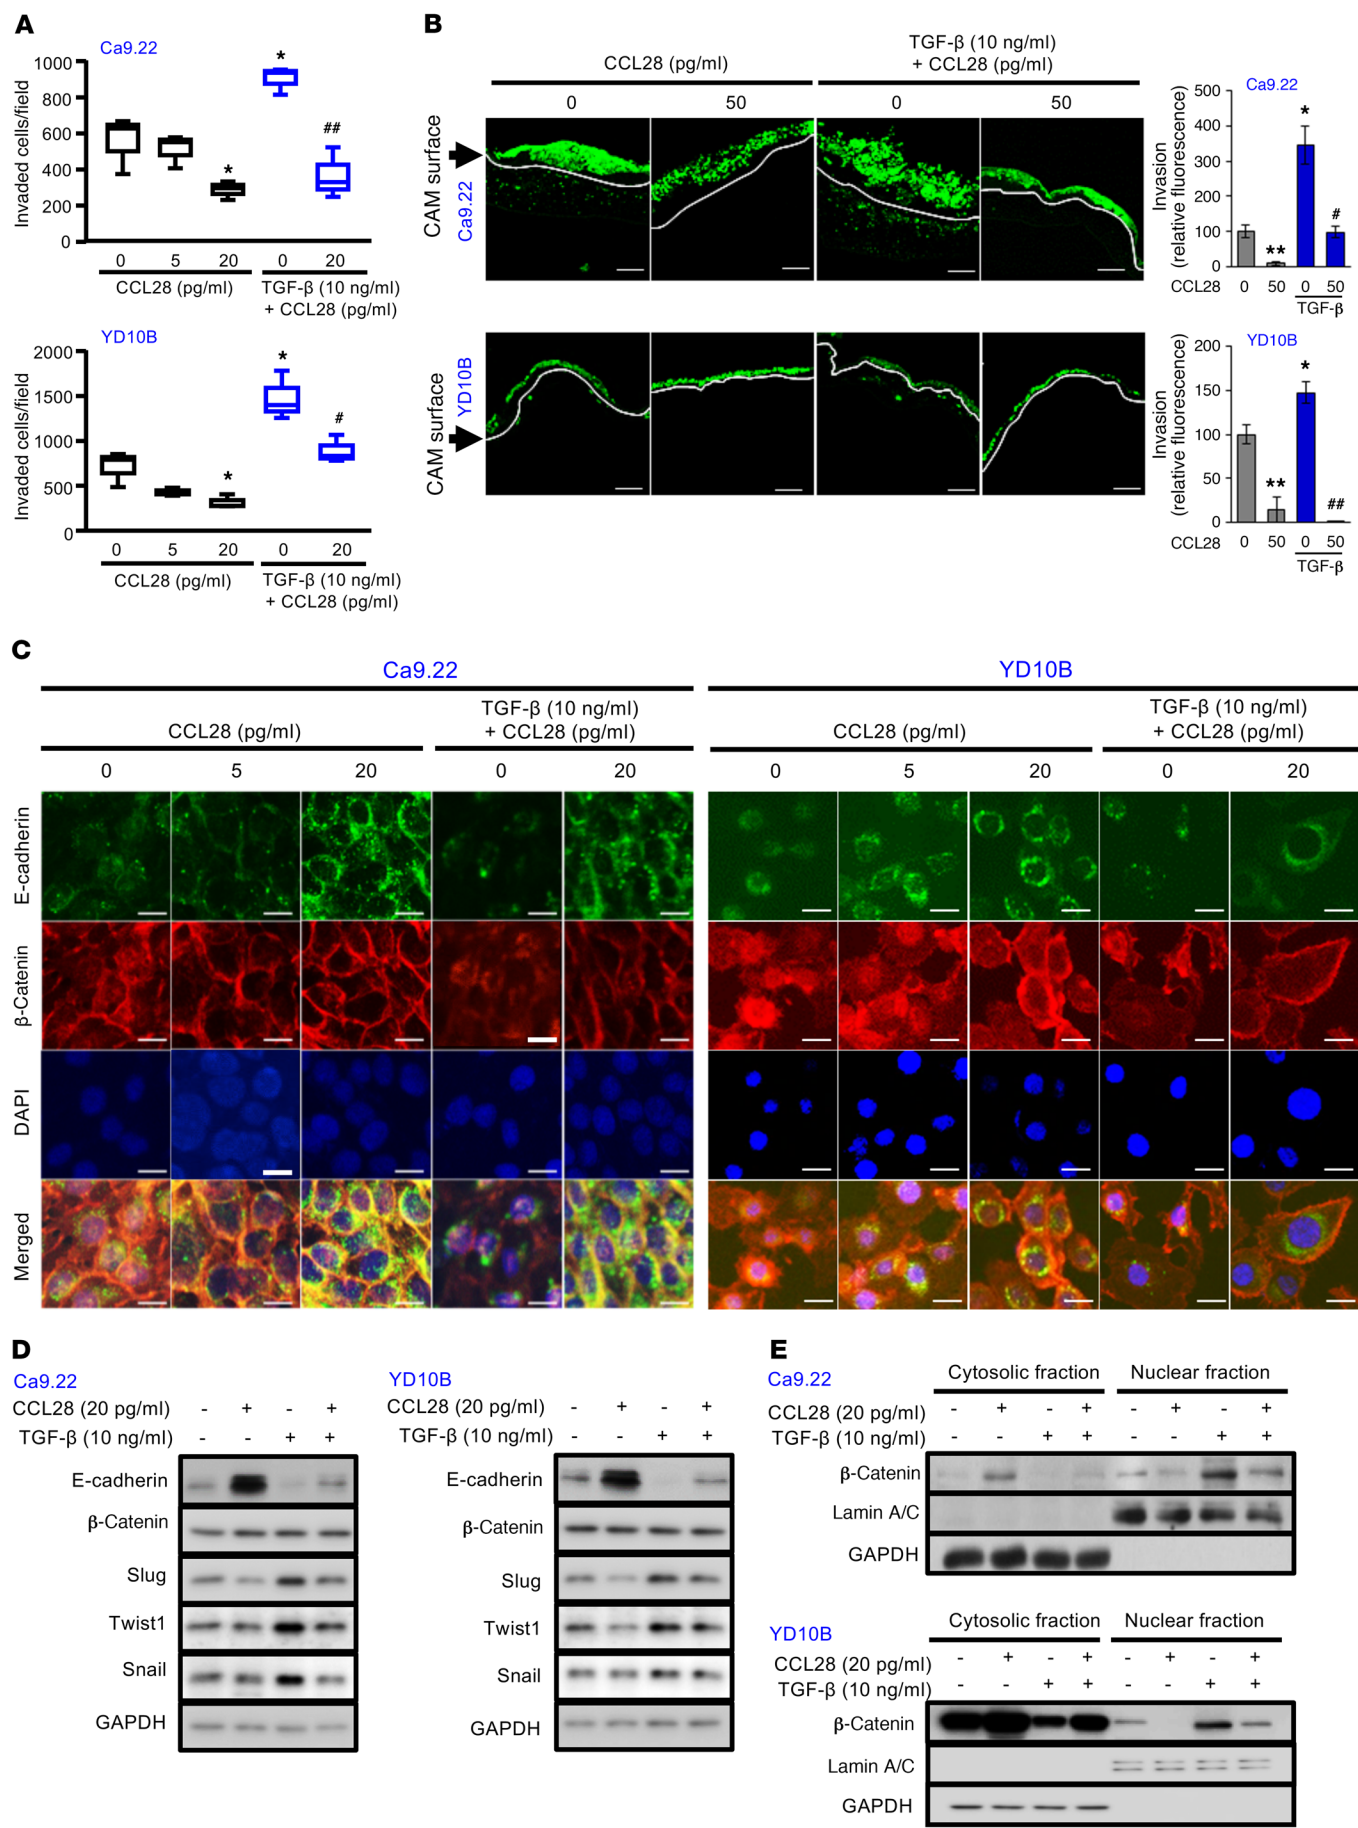 A
Ca9.22
Invaded cells/field
1000
800
600
400
200
0
*
*
##
0 5 20 0 20
CCL28 (pg/ml)
TGF-β (10 ng/ml)
+ CCL28 (pg/ml)
YD10B
Invaded cells/field
2000
1500
1000
500
0
*
*
#
0 5 20 0 20
CCL28 (pg/ml)
TGF-β (10 ng/ml)
+ CCL28 (pg/ml)
B
CCL28 (pg/ml)
TGF-β (10 ng/ml)
+ CCL28 (pg/ml)
0 50 0 50
CAM surface
Ca9.22
CAM surface
YD10B
Ca9.22
Invasion
(relative fluorescence)
500
400
300
200
100
0
**
*
#
CCL28 0 50 0 50
TGF-β
YD10B
Invasion
(relative fluorescence)
200
150
100
50
0
**
*
##
CCL28 0 50 0 50
TGF-β
C
Ca9.22
CCL28 (pg/ml)
TGF-β (10 ng/ml)
+ CCL28 (pg/ml)
0 5 20 0 20
YD10B
CCL28 (pg/ml)
TGF-β (10 ng/ml)
+ CCL28 (pg/ml)
0 5 20 0 20
E-cadherin
β-Catenin
DAPI
Merged
D
Ca9.22
CCL28 (20 pg/ml) - + - +
TGF-β (10 ng/ml) - - + +
E-cadherin
β-Catenin
Slug
Twist1
Snail
GAPDH
YD10B
CCL28 (20 pg/ml) - + - +
TGF-β (10 ng/ml) - - + +
E-cadherin
β-Catenin
Slug
Twist1
Snail
GAPDH
E
Ca9.22
Cytosolic fraction Nuclear fraction
CCL28 (20 pg/ml) - + - + - + - +
TGF-β (10 ng/ml) - - + + - - + +
β-Catenin
Lamin A/C
GAPDH
YD10B
Cytosolic fraction Nuclear fraction
CCL28 (20 pg/ml) - + - + - + - +
TGF-β (10 ng/ml) - - + + - - + +
β-Catenin
Lamin A/C
GAPDH